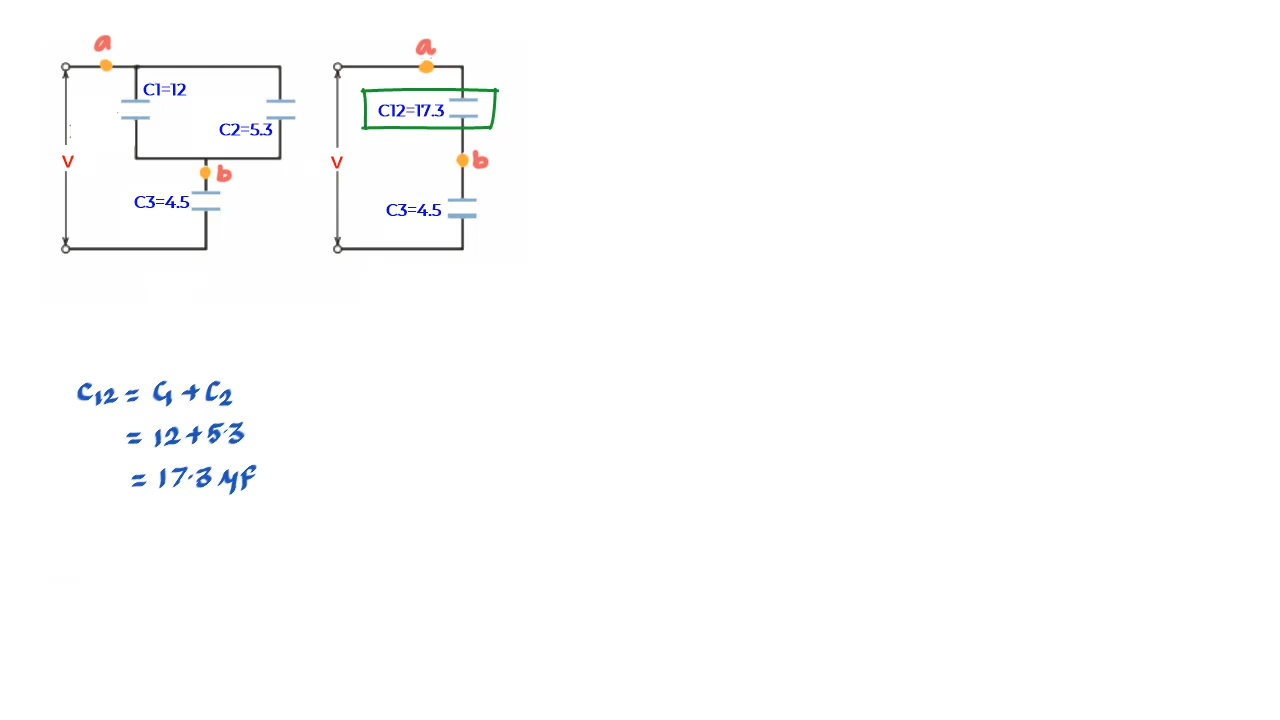 a
C1=12
C2=5.3
V
b
C3=4.5
a
C12=17.3
V
b
C3=4.5
C12 = C1 + C2
= 12 + 5.3
= 17.3 μF